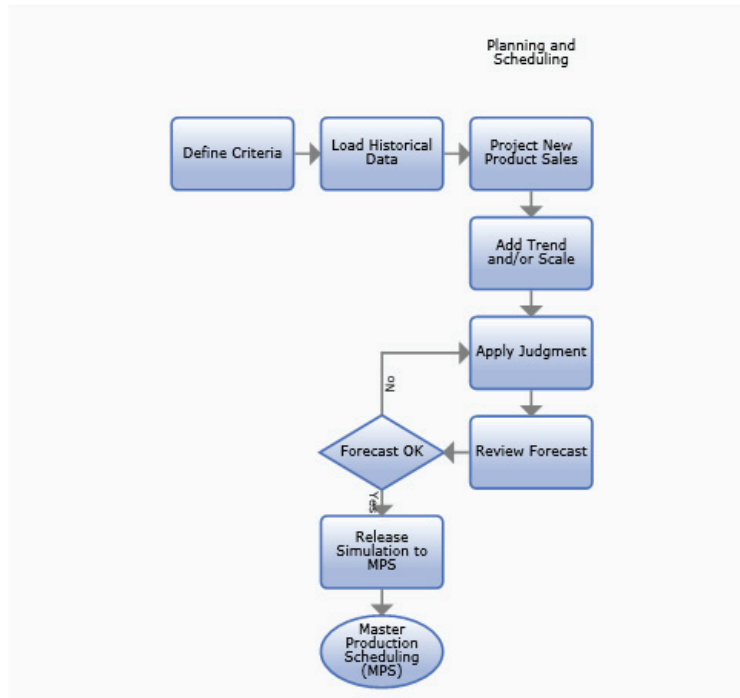 Planning and
Scheduling
Define Criteria
Load Historical
Data
Project New
Product Sales
Add Trend
and/or Scale
Apply Judgment
No
Forecast OK
Review Forecast
Yes
Release
Simulation to
MPS
Master
Production
Scheduling
(MPS)